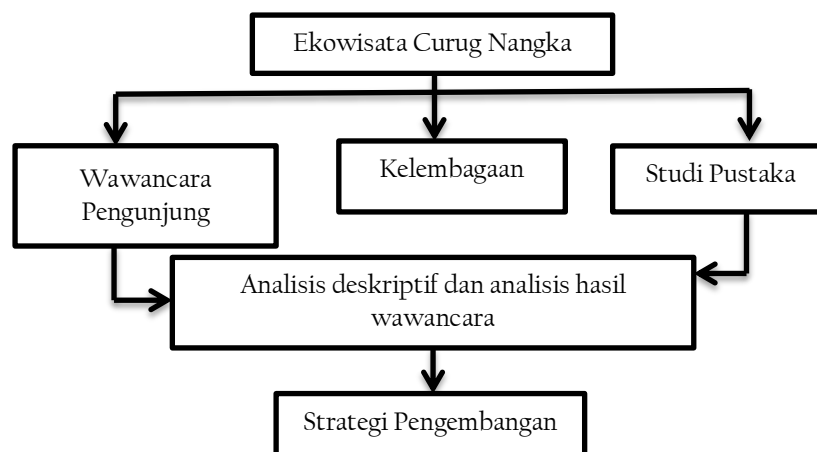 Ekowisata Curug Nangka
Wawancara
Pengunjung
Kelembagaan
Studi Pustaka
Analisis deskriptif dan analisis hasil
wawancara
Strategi Pengembangan